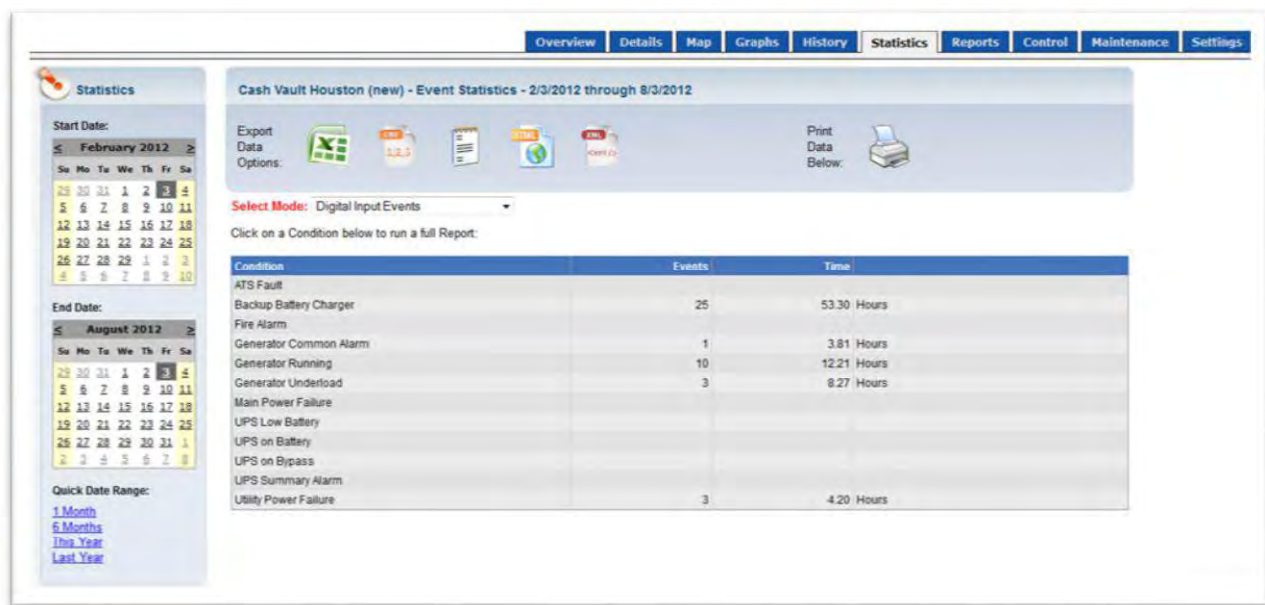 Overview Details Map Graphs History Statistics Reports Control Maintenance Settings
Statistics
Start Date:
≤ February 2012 ≥
Su Mo Tu We Th Fr Sa
29 30 31 1 2 3 4
5 6 7 8 9 10 11
12 13 14 15 16 17 18
19 20 21 22 23 24 25
26 27 28 29 1 2 3
4 5 6 7 8 9 10
End Date:
≤ August 2012 ≥
Su Mo Tu We Th Fr Sa
29 30 31 1 2 3 4
5 6 7 8 9 10 11
12 13 14 15 16 17 18
19 20 21 22 23 24 25
26 27 28 29 30 31 1
2 3 4 5 6 7 8
Quick Date Range:
1 Month
6 Months
This Year
Last Year
Cash Vault Houston (new) - Event Statistics - 2/3/2012 through 8/3/2012
Export
Data
Options:
1,2,3
HTML
XML
Print
Data
Below:
Select Mode: Digital Input Events
Click on a Condition below to run a full Report:
Condition Events Time
ATS Fault
Backup Battery Charger 25 53.30 Hours
Fire Alarm
Generator Common Alarm 1 3.81 Hours
Generator Running 10 12.21 Hours
Generator Underload 3 8.27 Hours
Main Power Failure
UPS Low Battery
UPS on Battery
UPS on Bypass
UPS Summary Alarm
Utility Power Failure 3 4.20 Hours